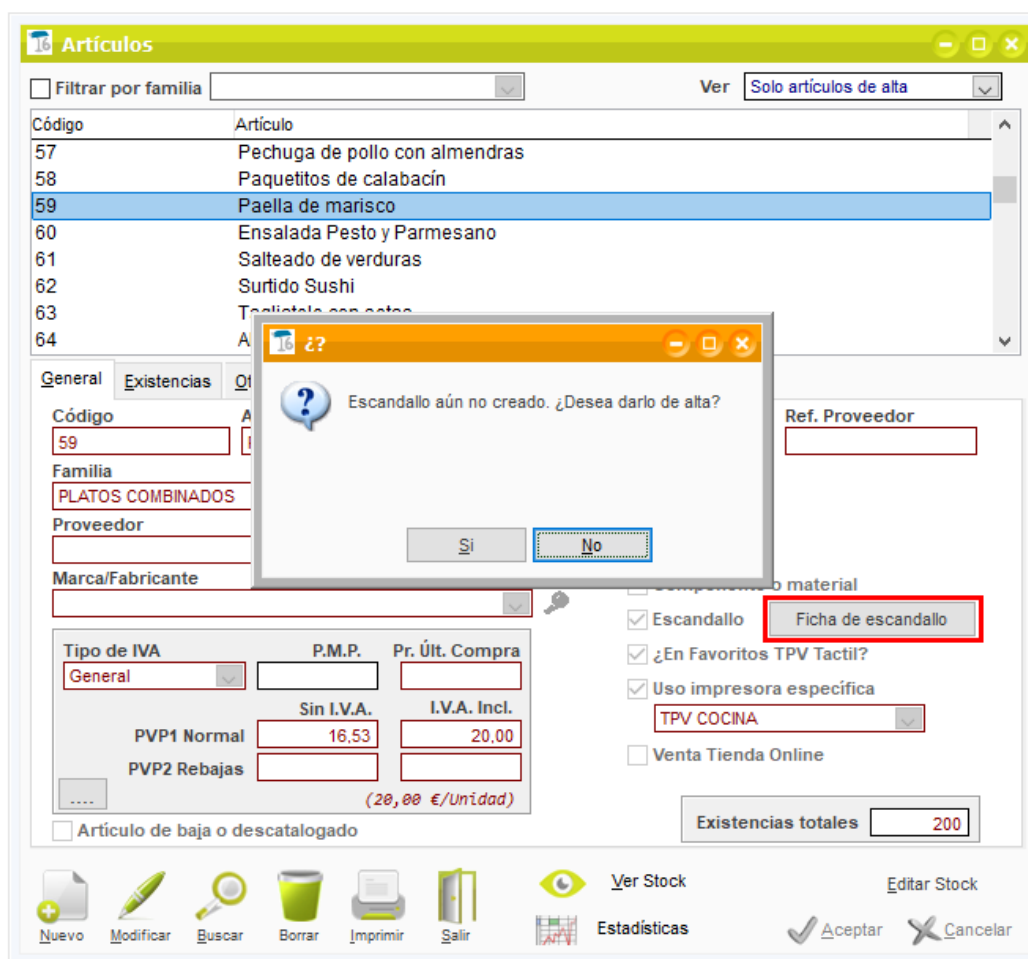 16 Artículos
Filtrar por familia Ver Solo artículos de alta
Código Artículo
57 Pechuga de pollo con almendras
58 Paquetitos de calabacín
59 Paella de marisco
60 Ensalada Pesto y Parmesano
61 Salteado de verduras
62 Surtido Sushi
63
64 A
16 ¿?
Escandallo aún no creado. ¿Desea darlo de alta?
Si No
General Existencias
Código Ref. Proveedor
59
Familia
PLATOS COMBINADOS
Proveedor
Marca/Fabricante
o material
Escandallo Ficha de escandallo
¿En Favoritos TPV Tactil?
Uso impresora específica
TPV COCINA
Venta Tienda Online
Tipo de IVA P.M.P. Pr. Últ. Compra
General
Sin I.V.A. I.V.A. Incl.
PVP1 Normal 16,53 20,00
PVP2 Rebajas
.... (20,00 €/Unidad)
Artículo de baja o descatalogado
Existencias totales 200
Nuevo Modificar Buscar Borrar Imprimir Salir
Ver Stock Editar Stock
Estadísticas Aceptar Cancelar